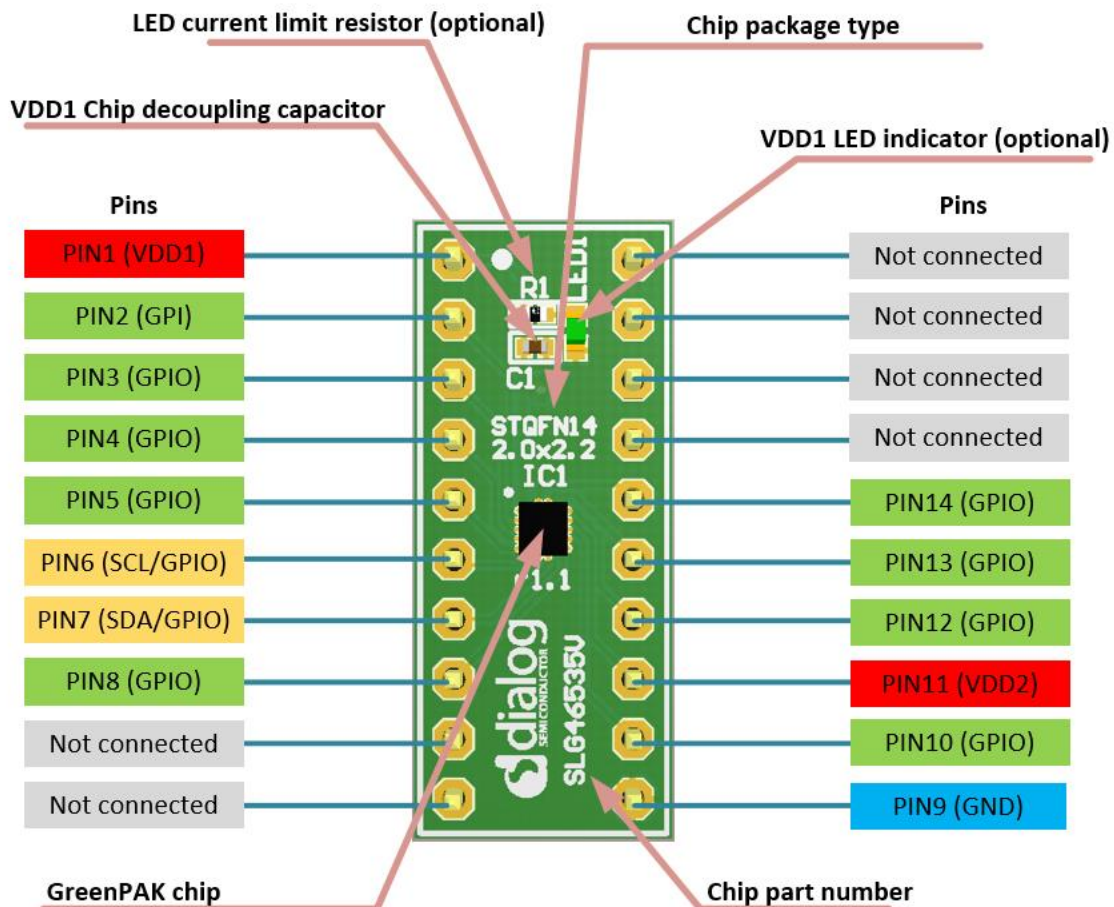 LED current limit resistor (optional)
Chip package type
VDD1 Chip decoupling capacitor
VDD1 LED indicator (optional)
Pins
Pins
PIN1 (VDD1)
PIN2 (GPI)
PIN3 (GPIO)
PIN4 (GPIO)
PIN5 (GPIO)
PIN6 (SCL/GPIO)
PIN7 (SDA/GPIO)
PIN8 (GPIO)
Not connected
Not connected
R1
LED1
C1
STQFN14
2.0x2.2
IC1
dialog
SEMICONDUCTOR
SLG46535V
Not connected
Not connected
Not connected
Not connected
PIN14 (GPIO)
PIN13 (GPIO)
PIN12 (GPIO)
PIN11 (VDD2)
PIN10 (GPIO)
PIN9 (GND)
GreenPAK chip
Chip part number